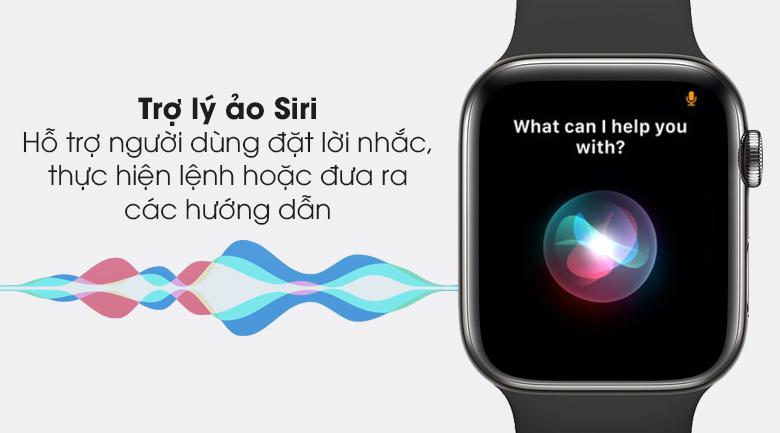 Trợ lý ảo Siri
Hỗ trợ người dùng đặt lời nhắc,
thực hiện lệnh hoặc đưa ra
các hướng dẫn
What can I help you
with?